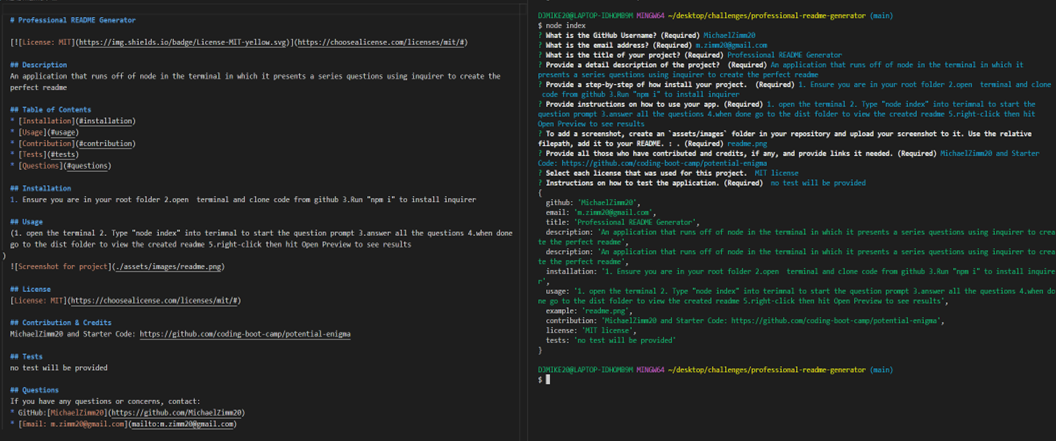 # Professional README Generator
[![License: MIT](https://img.shields.io/badge/License-MIT-yellow.svg)](https://choosealicense.com/licenses/mit/#)
## Description
An application that runs off of node in the terminal in which it presents a series questions using inquirer to create the
perfect readme
## Table of Contents
* [Installation](#installation)
* [Usage](#usage)
* [Contribution](#contribution)
* [Tests](#tests)
* [Questions](#questions)
## Installation
1. Ensure you are in your root folder 2.open  terminal and clone code from github 3.Run "npm i" to install inquirer
## Usage
(1. open the terminal 2. Type "node index" into terimnal to start the question prompt 3.answer all the questions 4.when done
go to the dist folder to view the created readme 5.right-click then hit Open Preview to see results
)
![Screenshot for project](./assets/images/readme.png)
## License
[License: MIT](https://choosealicense.com/licenses/mit/#)
## Contribution & Credits
MichaelZimm20 and Starter Code: https://github.com/coding-boot-camp/potential-enigma
## Tests
no test will be provided
## Questions
If you have any questions or concerns, contact:
* GitHub:[MichaelZimm20](https://github.com/MichaelZimm20)
* [Email: m.zimm20@gmail.com](mailto:m.zimm20@gmail.com)
DJMIKE20@LAPTOP-IDHOMB9M MINGW64 ~/desktop/challenges/professional-readme-generator (main)
$ node index
? What is the GitHub Username? (Required) MichaelZimm20
? What is the email address? (Required) m.zimm20@gmail.com
? What is the title of your project? (Required) Professional README Generator
? Provide a detail description of the project?  (Required) An application that runs off of node in the terminal in which it
presents a series questions using inquirer to create the perfect readme
? Provide a step-by-step of how install your project.  (Required) 1. Ensure you are in your root folder 2.open  terminal and clone
code from github 3.Run "npm i" to install inquirer
? Provide instructions on how to use your app. (Required) 1. open the terminal 2. Type "node index" into terimnal to start the
question prompt 3.answer all the questions 4.when done go to the dist folder to view the created readme 5.right-click then hit
Open Preview to see results
? To add a screenshot, create an `assets/images` folder in your repository and upload your screenshot to it. Use the relative
filepath, add it to your README. : . (Required) readme.png
? Provide all those who have contributed and credits, if any, and provide links it needed. (Required) MichaelZimm20 and Starter
Code: https://github.com/coding-boot-camp/potential-enigma
? Select each license that was used for this project.  MIT license
? Instructions on how to test the application. (Required)  no test will be provided
{
github: 'MichaelZimm20',
email: 'm.zimm20@gmail.com',
title: 'Professional README Generator',
description: 'An application that runs off of node in the terminal in which it presents a series questions using inquirer to crea
te the perfect readme',
description: 'An application that runs off of node in the terminal in which it presents a series questions using inquirer to crea
te the perfect readme',
installation: '1. Ensure you are in your root folder 2.open  terminal and clone code from github 3.Run "npm i" to install inquire
r',
usage: '1. open the terminal 2. Type "node index" into terimnal to start the question prompt 3.answer all the questions 4.when do
ne go to the dist folder to view the created readme 5.right-click then hit Open Preview to see results',
example: 'readme.png',
contribution: 'MichaelZimm20 and Starter Code: https://github.com/coding-boot-camp/potential-enigma',
license: 'MIT license',
tests: 'no test will be provided'
}
DJMIKE20@LAPTOP-IDHOMB9M MINGW64 ~/desktop/challenges/professional-readme-generator (main)
$